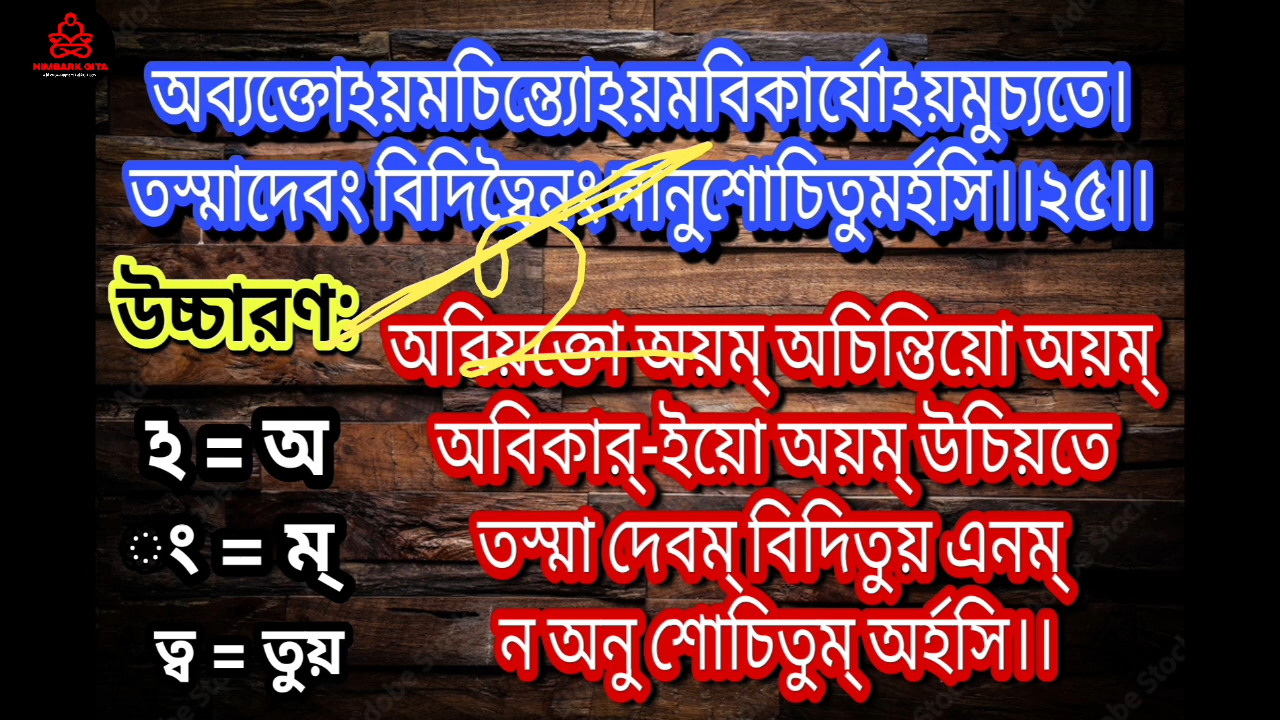 NIMBARK GITA
অব্যক্তোঽয়মচিন্ত্যোঽয়মবিকার্যোঽয়মুচ্যতে।
তস্মাদেবং বিদিত্বৈনং নানুশোচিতুমর্হসি।।২৫।।
উচ্চারণঃ
অবিয়ক্তো অয়ম্ অচিন্তিয়ো অয়ম্
ঽ = অ
অবিকার্-ইয়ো অয়ম্ উচিয়তে
ং = ম্
তস্মা দেবম্ বিদিতুয় এনম্
ত্ব = তুয়
ন অনু শোচিতুম্ অর্হসি।।